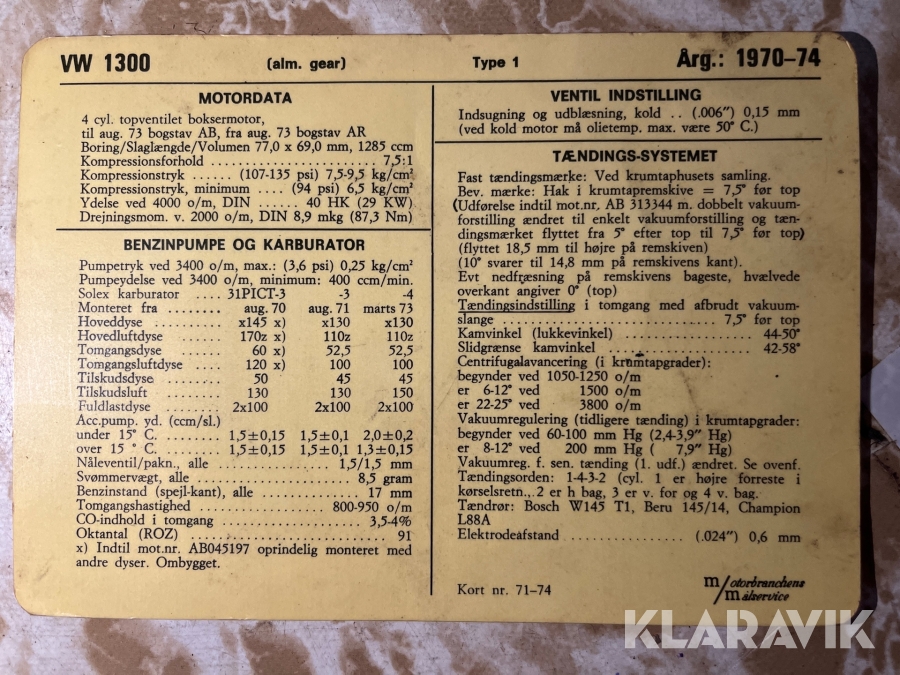 VW 1300 (alm. gear) Type 1 Årg.: 1970–74
MOTORDATA
4 cyl. topventilet boksermotor,
til aug. 73 bogstav AB, fra aug. 73 bogstav AR
Boring/Slaglængde/Volumen 77,0 x 69,0 mm, 1285 ccm
Kompressionsforhold ........ 7,5:1
Kompressionstryk ...... (107-135 psi) 7,5-9,5 kg/cm²
Kompressionstryk, minimum .... (94 psi) 6,5 kg/cm²
Ydelse ved 4000 o/m, DIN ...... 40 HK (29 KW)
Drejningsmom. v. 2000 o/m, DIN 8,9 mkg (87,3 Nm)
BENZINPUMPE OG KARBURATOR
Pumpetryk ved 3400 o/m, max.: (3,6 psi) 0,25 kg/cm²
Pumpeydelse ved 3400 o/m, minimum: 400 ccm/min.
Solex karburator .... 31PICT-3 -3 -4
Monteret fra ........ aug. 70 aug. 71 marts 73
Hoveddyse ........ x145 x) x130 x130
Hovedluftdyse ...... 170z x) 110z 110z
Tomgangsdyse ...... 60 x) 52,5 52,5
Tomgangsluftdyse .... 120 x) 100 100
Tilskudsdyse ........ 50 45 45
Tilskudsluft ........ 130 130 150
Fuldlastdyse ........ 2x100 2x100 2x100
Acc.pump. yd. (ccm/sl.)
under 15° C. ........ 1,5±0,15 1,5±0,1 2,0±0,2
over 15 ° C. ...... 1,5±0,15 1,5±0,1 1,3±0,15
Nåleventil/pakn., alle ........ 1,5/1,5 mm
Svømmervægt, alle ........ 8,5 gram
Benzinstand (spejl-kant), alle ........ 17 mm
Tomgangshastighed ........ 800-950 o/m
CO-indhold i tomgang ........ 3,5-4%
Oktantal (ROZ) ........ 91
x) Indtil mot.nr. AB045197 oprindelig monteret med
andre dyser. Ombygget.
VENTIL INDSTILLING
Indsugning og udblæsning, kold .. (.006″) 0,15 mm
(ved kold motor må olietemp. max. være 50° C.)
TÆNDINGS-SYSTEMET
Fast tændingsmærke: Ved krumtaphusets samling.
Bev. mærke: Hak i krumtapremskive = 7,5° før top
(Udførelse indtil mot.nr. AB 313344 m. dobbelt vakuum-
forstilling ændret til enkelt vakuumforstilling og tæn-
dingsmærket flyttet fra 5° efter top til 7,5° før top)
(flyttet 18,5 mm til højre på remskiven)
(10° svarer til 14,8 mm på remskivens kant).
Evt nedfræsning på remskivens bageste, hvælvede
overkant angiver 0° (top)
Tændingsindstilling i tomgang med afbrudt vakuum-
slange ........ 7,5° før top
Kamvinkel (lukkevinkel) ........ 44-50°
Slidgrænse kamvinkel ........ 42-58°
Centrifugalavancering (i krumtapgrader):
begynder ved 1050-1250 o/m
er 6-12° ved 1500 o/m
er 22-25° ved 3800 o/m
Vakuumregulering (tidligere tænding) i krumtapgrader:
begynder ved 60-100 mm Hg (2,4-3,9″ Hg)
er 8-12° ved 200 mm Hg ( 7,9″ Hg)
Vakuumreg. f. sen. tænding (1. udf.) ændret. Se ovenf.
Tændingsorden: 1-4-3-2 (cyl. 1 er højre forreste i
kørselsretn., 2 er h bag, 3 er v. for og 4 v. bag.
Tændrør: Bosch W145 T1, Beru 145/14, Champion
L88A
Elektrodeafstand ........ (.024″) 0,6 mm
Kort nr. 71–74
Motorbranchens
Målservice
KLARAVIK